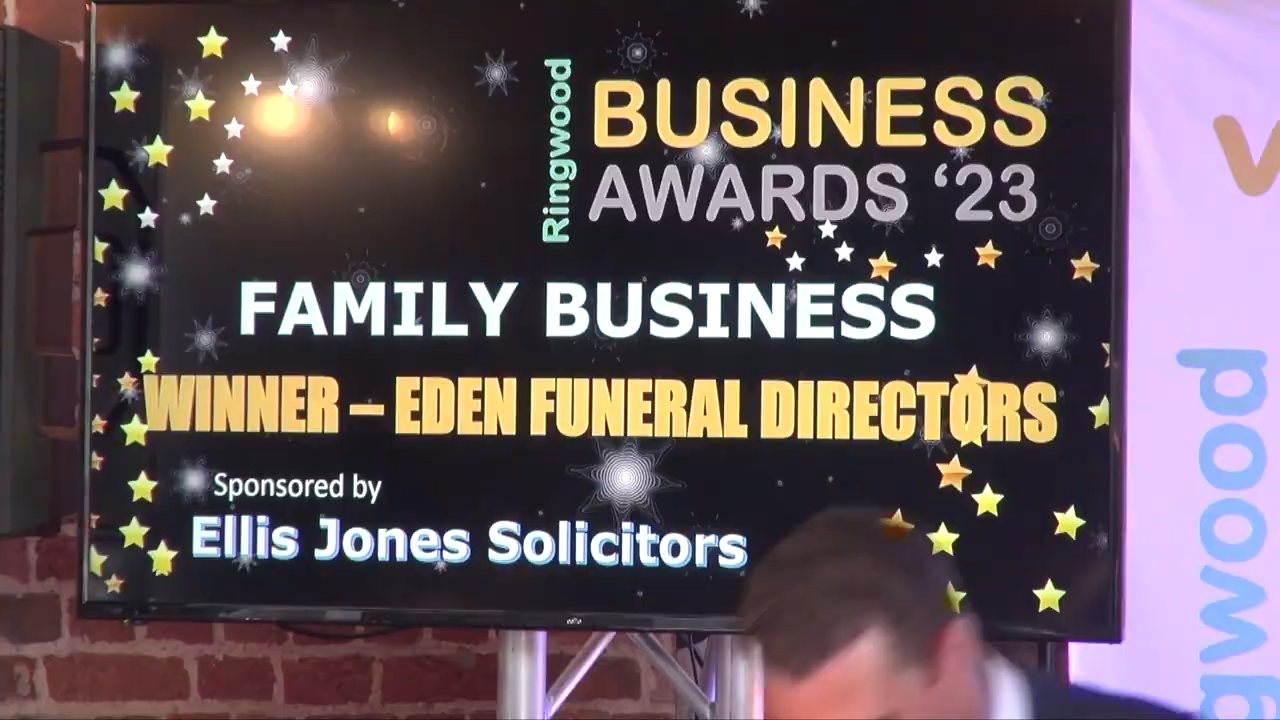 Ringwood
BUSINESS
AWARDS ‘23
FAMILY BUSINESS
WINNER – EDEN FUNERAL DIRECTORS
Sponsored by
Ellis Jones Solicitors
gwood